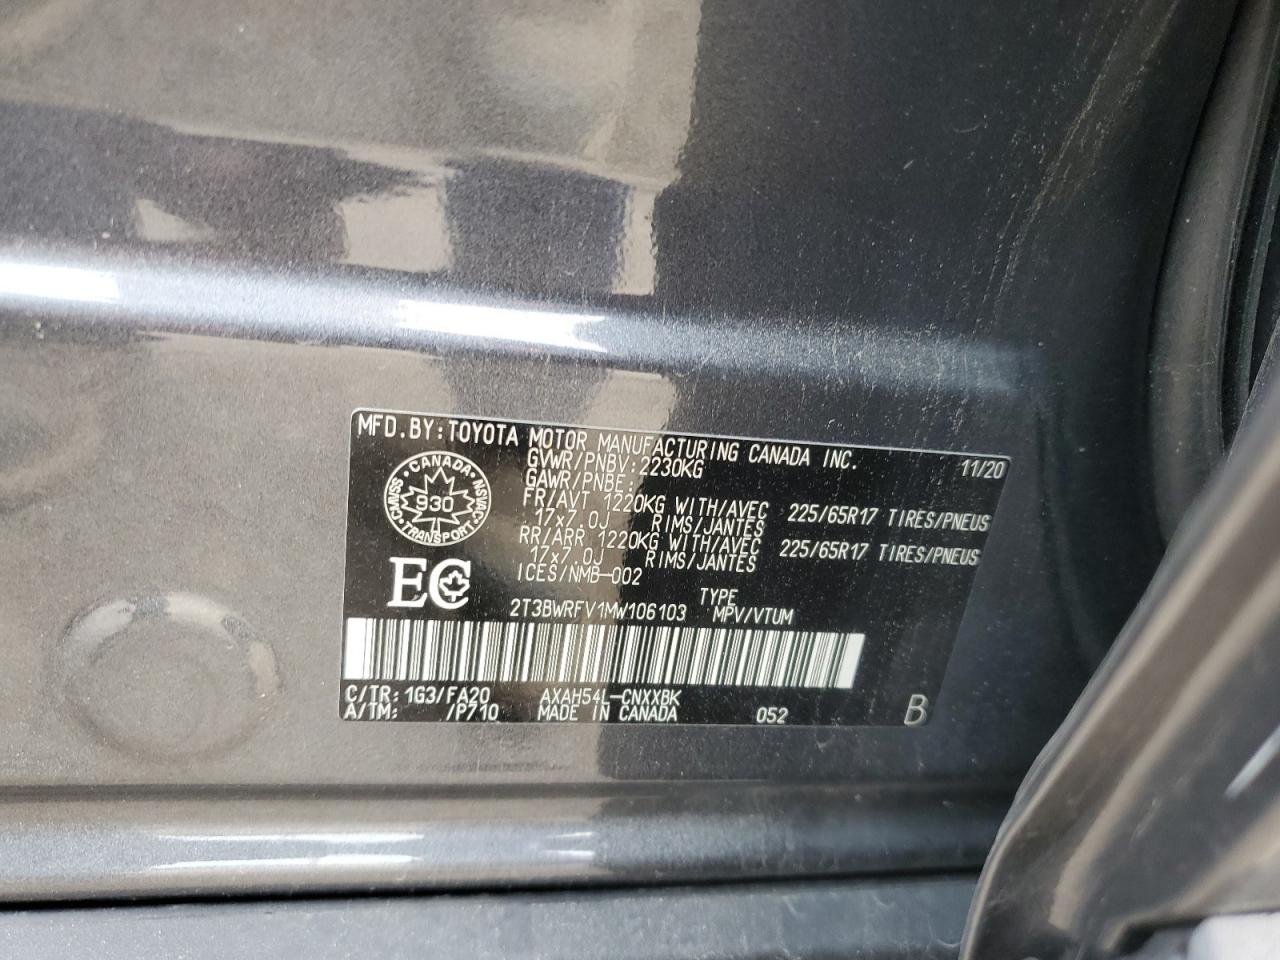 MFD.BY:TOYOTA MOTOR MANUFACTURING CANADA INC.
GVWR/PNBV:2230KG 11/20
GAWR/PNBE:
FR/AVT 1220KG WITH/AVEC 225/65R17 TIRES/PNEUS
17x7.0J RIMS/JANTES
RR/ARR 1220KG WITH/AVEC 225/65R17 TIRES/PNEUS
17x7.0J RIMS/JANTES
ICES/NMB-002
CANADA
CMVSS 930 NSVAC
TRANSPORT
EC
2T3BWRFV1MW106103 TYPE
MPV/VTUM
C/TR:1G3/FA20 AXAH54L-CNXXBK
A/TM: /P710 MADE IN CANADA 052 B